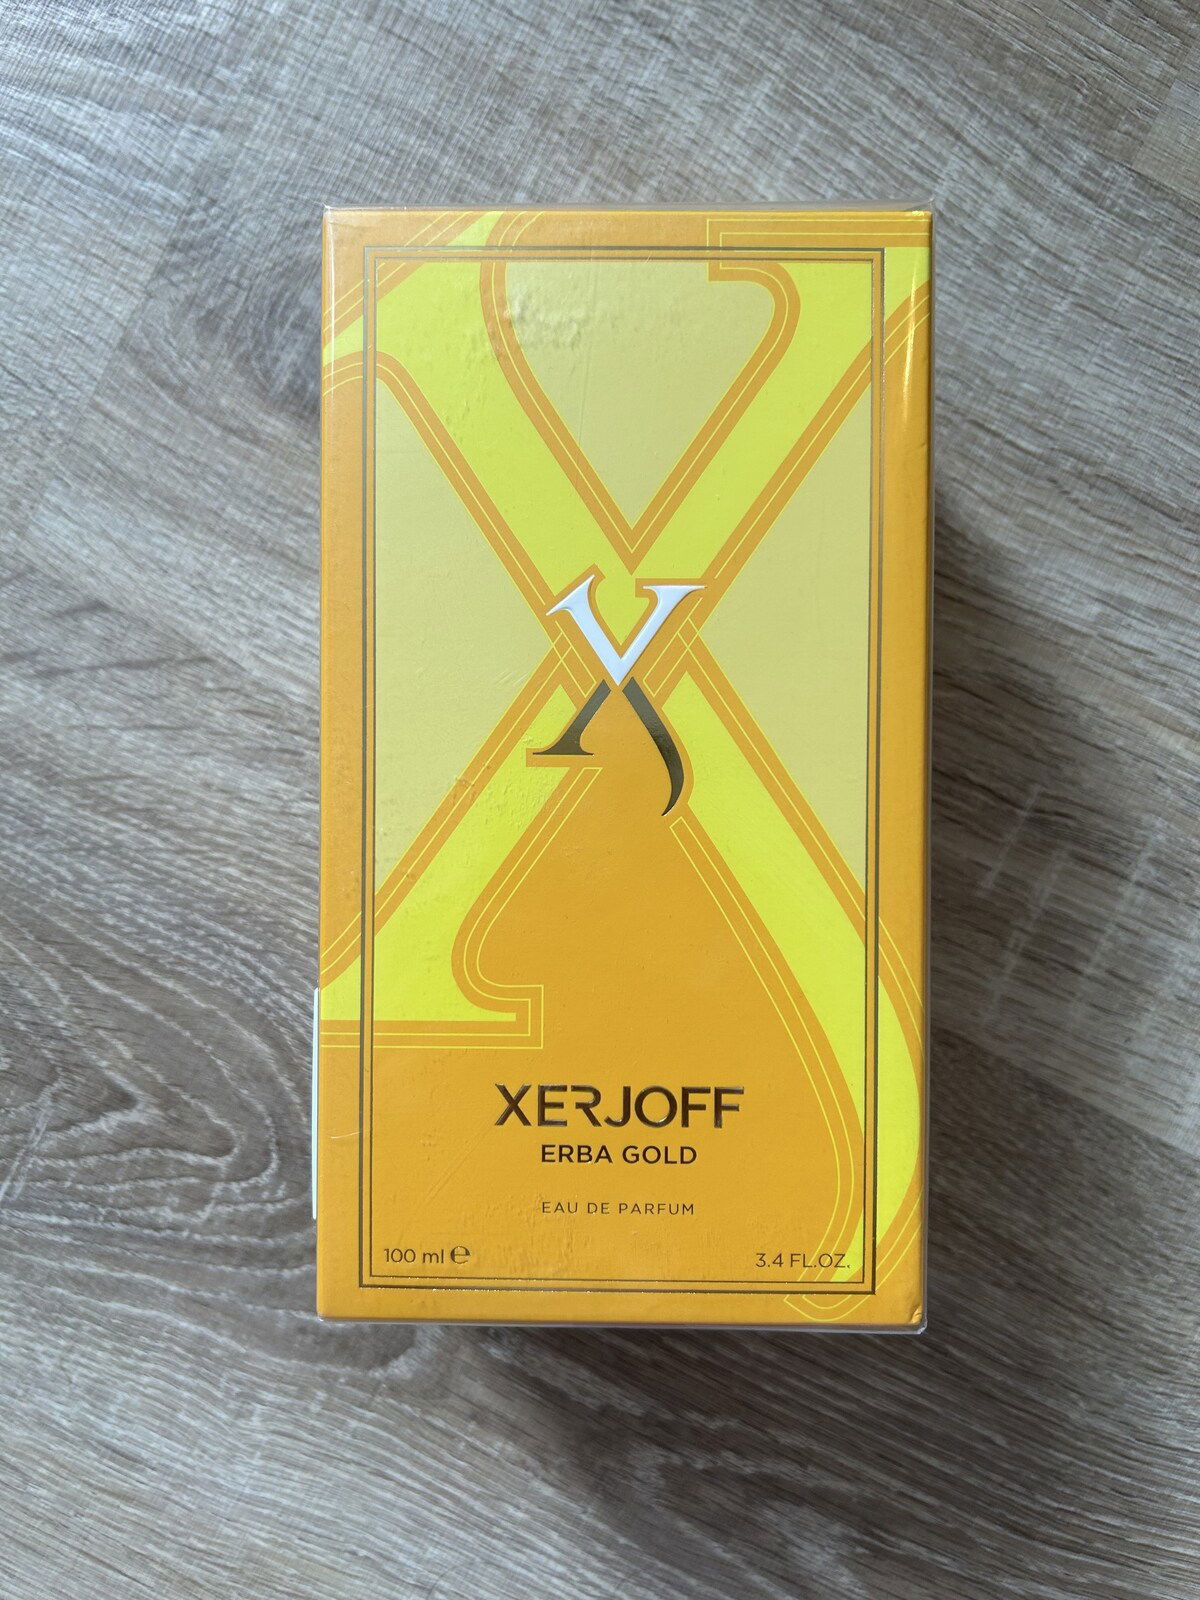 XERJOFF
ERBA GOLD
EAU DE PARFUM
100 ml ℮
3.4 FL.OZ.